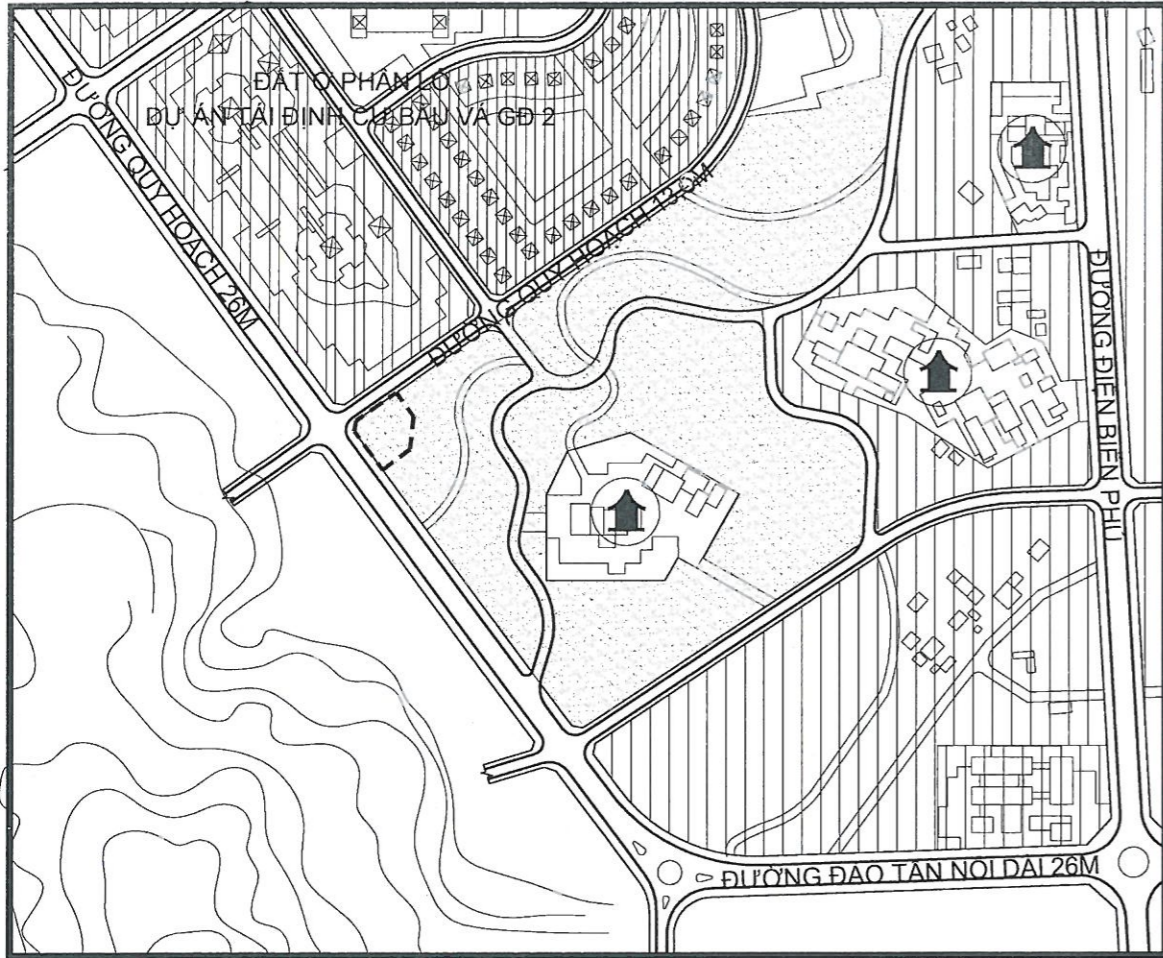 ĐẤT Ở PHÂN LÔ
DỰ ÁN TÁI ĐỊNH CƯ BÀU VÁ GĐ 2
ĐƯỜNG QUY HOẠCH 26M
ĐƯỜNG QUY HOẠCH 13.5M
ĐƯỜNG ĐIỆN BIÊN PHỦ
ĐƯỜNG ĐÀO TẤN NỐI DÀI 26M